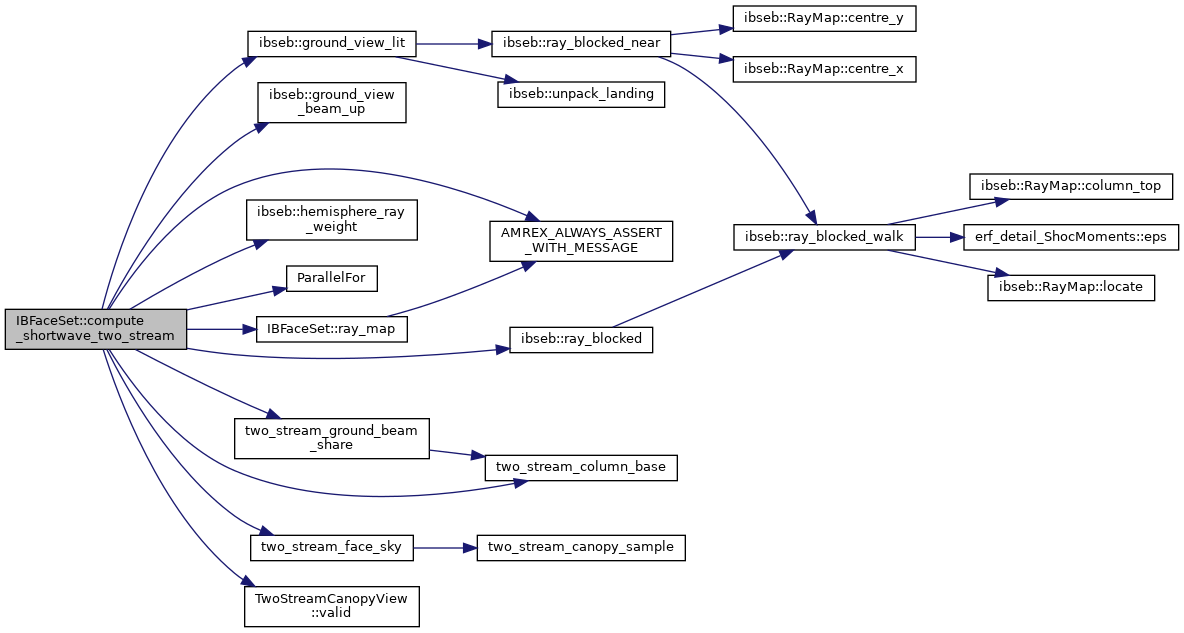 IBFaceSet::compute
_shortwave_two_stream
ibseb::ground_view_lit
ibseb::ground_view
_beam_up
ibseb::hemisphere_ray
_weight
ParallelFor
IBFaceSet::ray_map
two_stream_ground_beam
_share
two_stream_face_sky
TwoStreamCanopyView
::valid
ibseb::ray_blocked_near
ibseb::unpack_landing
AMREX_ALWAYS_ASSERT
_WITH_MESSAGE
ibseb::ray_blocked
two_stream_column_base
two_stream_canopy_sample
ibseb::RayMap::centre_y
ibseb::RayMap::centre_x
ibseb::ray_blocked_walk
ibseb::RayMap::column_top
erf_detail_ShocMoments::eps
ibseb::RayMap::locate